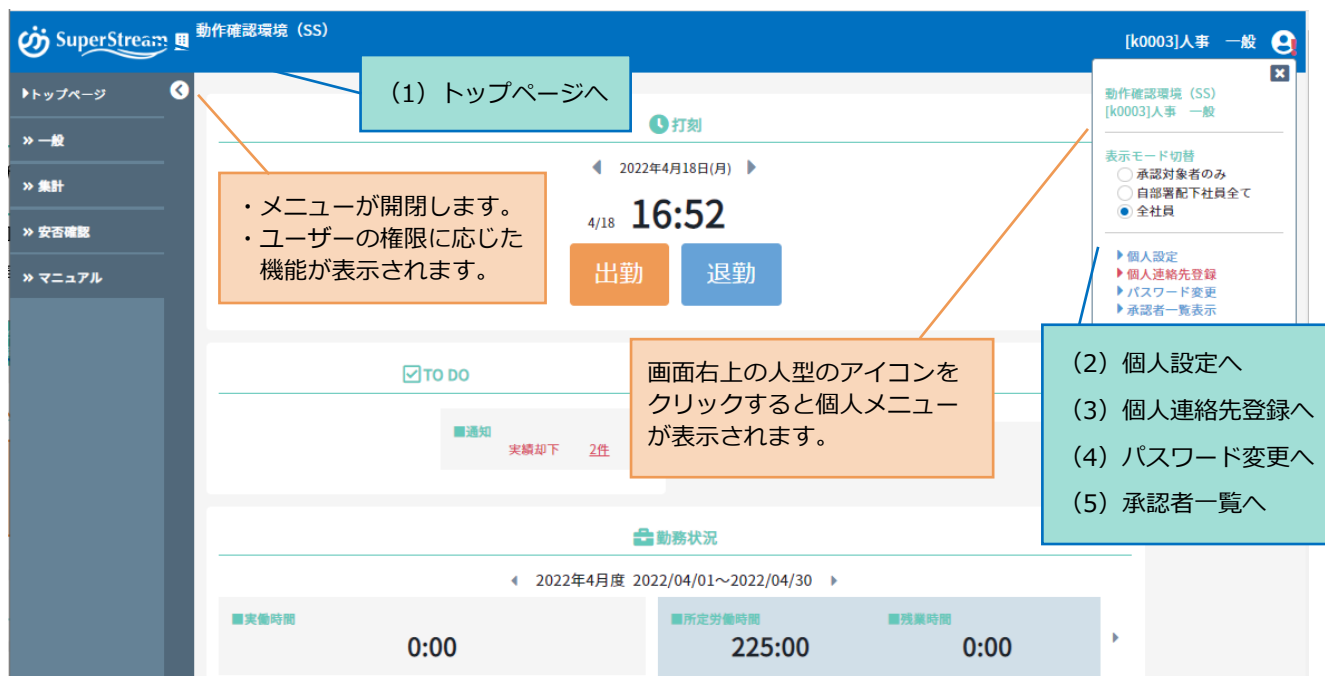 SuperStream
動作確認環境（SS）
[k0003]人事　一般
（1）トップページへ
トップページ
一般
集計
安否確認
マニュアル
・メニューが開閉します。
・ユーザーの権限に応じた
機能が表示されます。
打刻
2022年4月18日(月)
4/18 16:52
出勤 退勤
動作確認環境（SS）
[k0003]人事　一般
表示モード切替
承認対象者のみ
自部署配下社員全て
全社員
個人設定
個人連絡先登録
パスワード変更
承認者一覧表示
画面右上の人型のアイコンを
クリックすると個人メニュー
が表示されます。
（2）個人設定へ
（3）個人連絡先登録へ
（4）パスワード変更へ
（5）承認者一覧へ
TO DO
■通知
実績却下 2件
勤務状況
2022年4月度 2022/04/01～2022/04/30
■実働時間 ■所定労働時間 ■残業時間
0:00 225:00 0:00